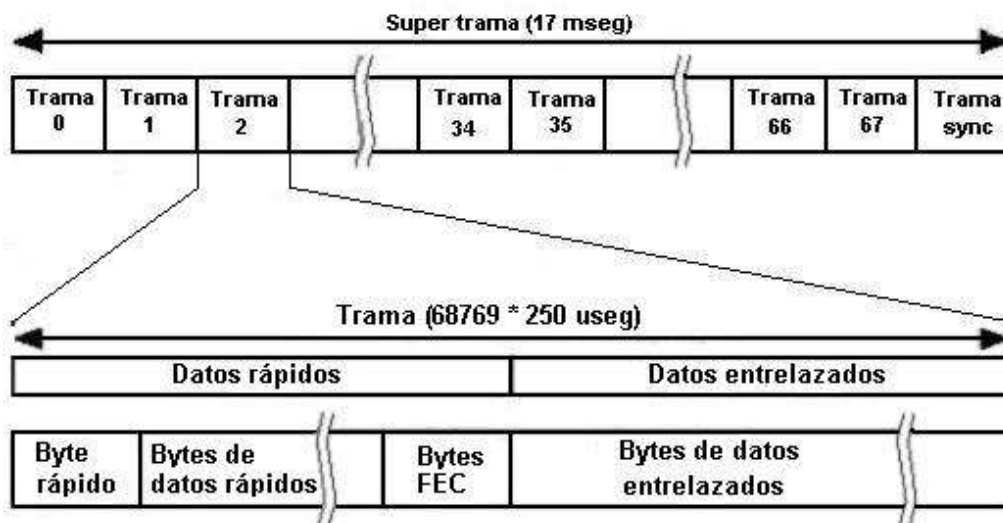 Super trama (17 mseg)
Trama 0
Trama 1
Trama 2
Trama 34
Trama 35
Trama 66
Trama 67
Trama sync
Trama (68769 * 250 useg)
Datos rápidos
Datos entrelazados
Byte rápido
Bytes de datos rápidos
Bytes FEC
Bytes de datos entrelazados